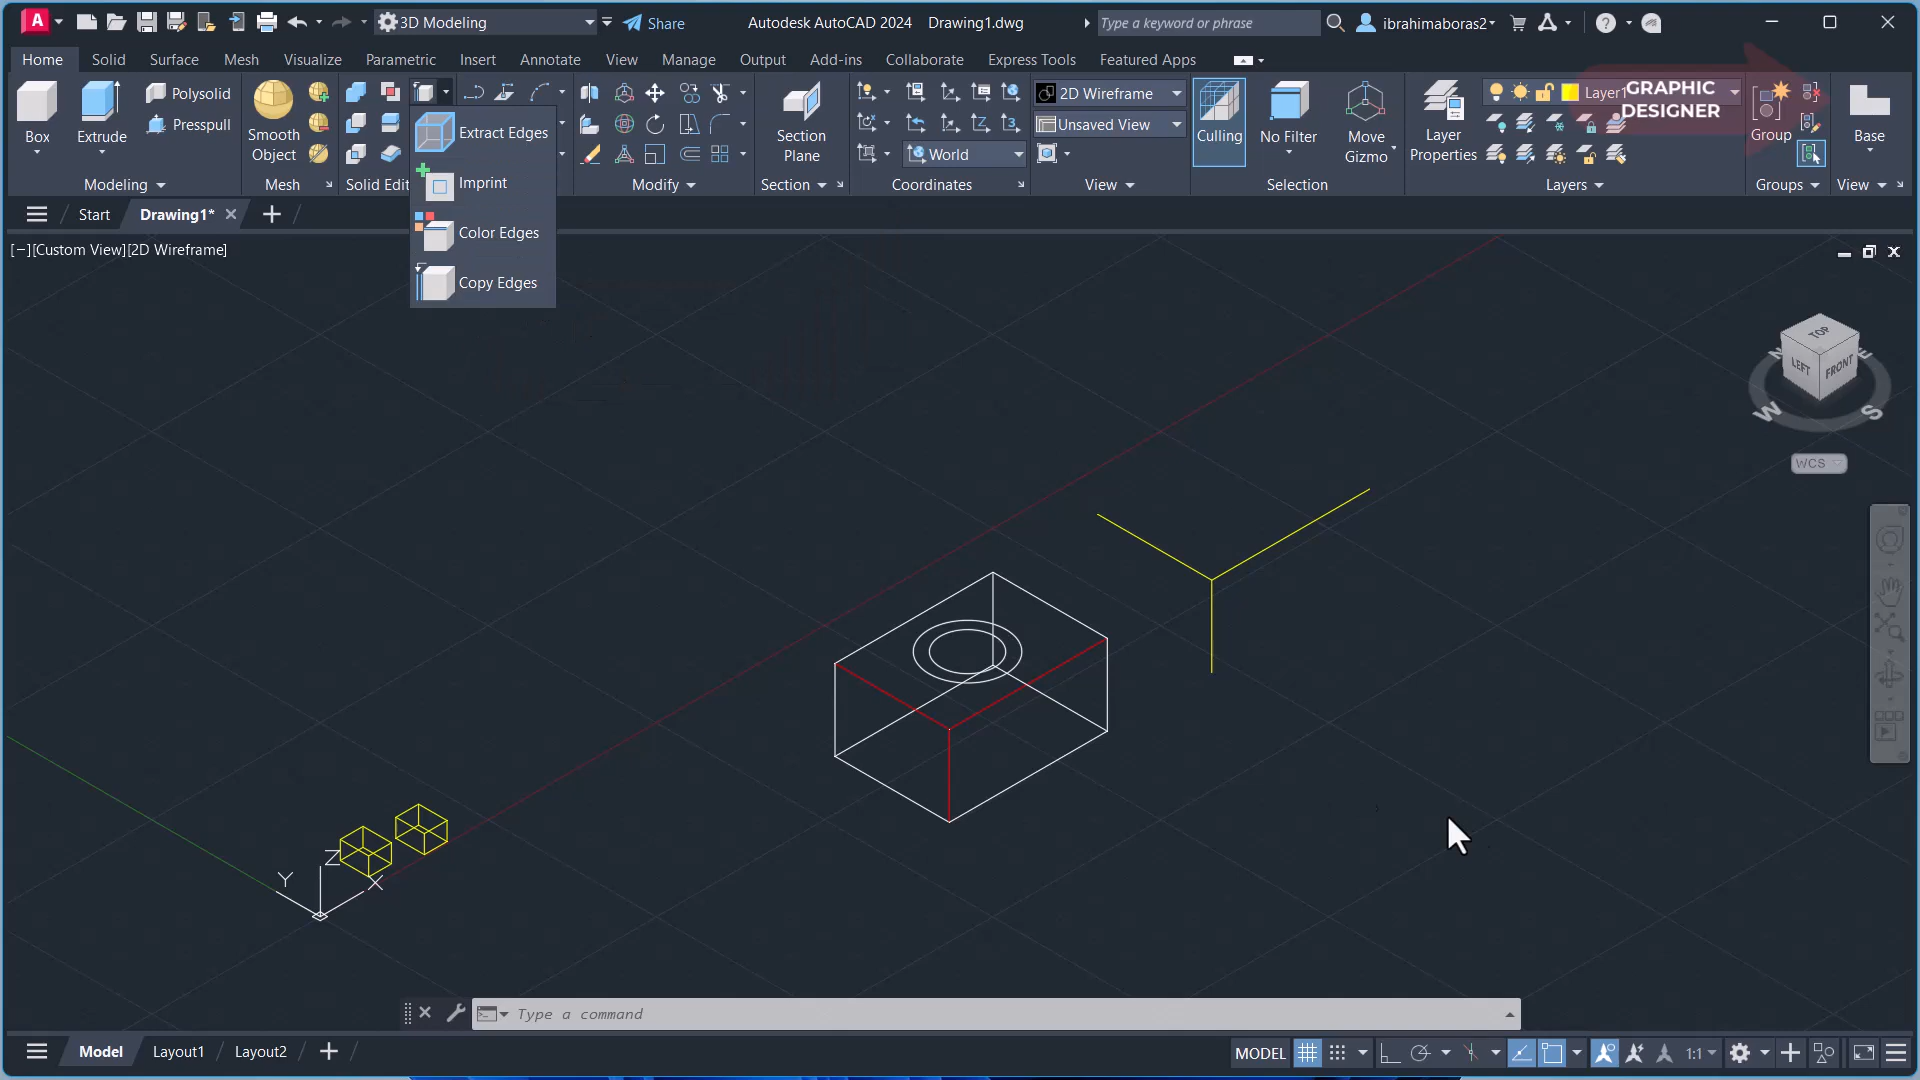 A
3D Modeling
Share
Autodesk AutoCAD 2024 Drawing1.dwg
Type a keyword or phrase
ibrahimaboras2
Home Solid Surface Mesh Visualize Parametric Insert Annotate View Manage Output Add-ins Collaborate Express Tools Featured Apps
Box
Extrude
Polysolid
Presspull
Modeling
Smooth
Object
Mesh
Solid Edit
Extract Edges
Imprint
Color Edges
Copy Edges
Modify
Section
Plane
Section
World
Coordinates
2D Wireframe
Unsaved View
View
Culling
No Filter
Move
Gizmo
Selection
Layer
Properties
Layer1
Layers
GRAPHIC
DESIGNER
Group
Groups
Base
View
Start
Drawing1*
[−][Custom View][2D Wireframe]
TOP
LEFT
FRONT
N
E
W
S
WCS
Z
Y
X
Type a command
Model
Layout1
Layout2
MODEL
1:1